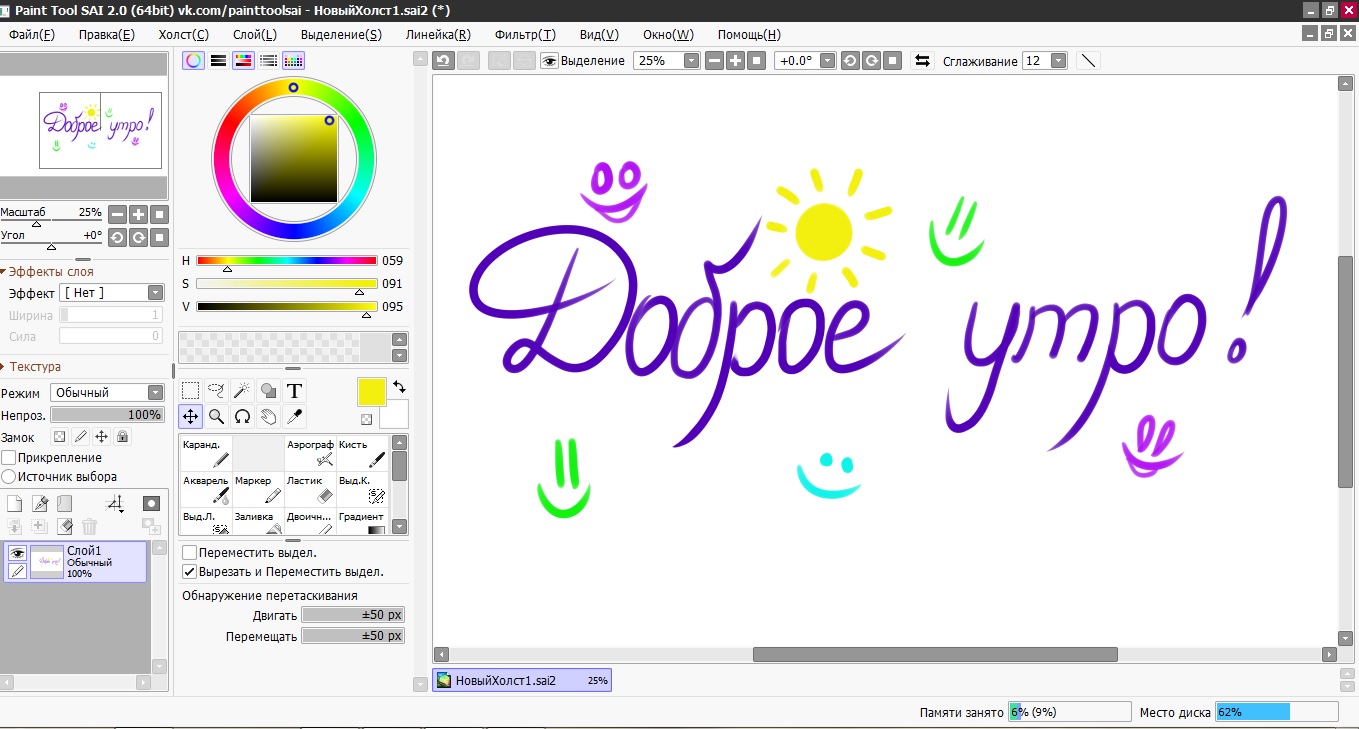 Paint Tool SAI 2.0 (64bit) vk.com/painttoolsai - НовыйХолст1.sai2 (*)
Файл(F) Правка(E) Холст(C) Слой(L) Выделение(S) Линейка(R) Фильтр(T) Вид(V) Окно(W) Помощь(H)
Выделение 25% +0.0° Сглаживание 12
Доброе утро!
Масштаб 25%
Угол +0°
Эффекты слоя
Эффект [ Нет ]
Ширина 1
Сила 0
Текстура
Режим Обычный
Непроз. 100%
Замок
Прикрепление
Источник выбора
Слой1
Обычный
100%
H 059
S 091
V 095
T
Каранд. Аэрограф Кисть
Акварель Маркер Ластик Выд.К.
Выд.Л. Заливка Двоичн... Градиент
Переместить выдел.
Вырезать и Переместить выдел.
Обнаружение перетаскивания
Двигать ±50 px
Перемещать ±50 px
Доброе утро!
НовыйХолст1.sai2 25%
Памяти занято 6% (9%) Место диска 62%